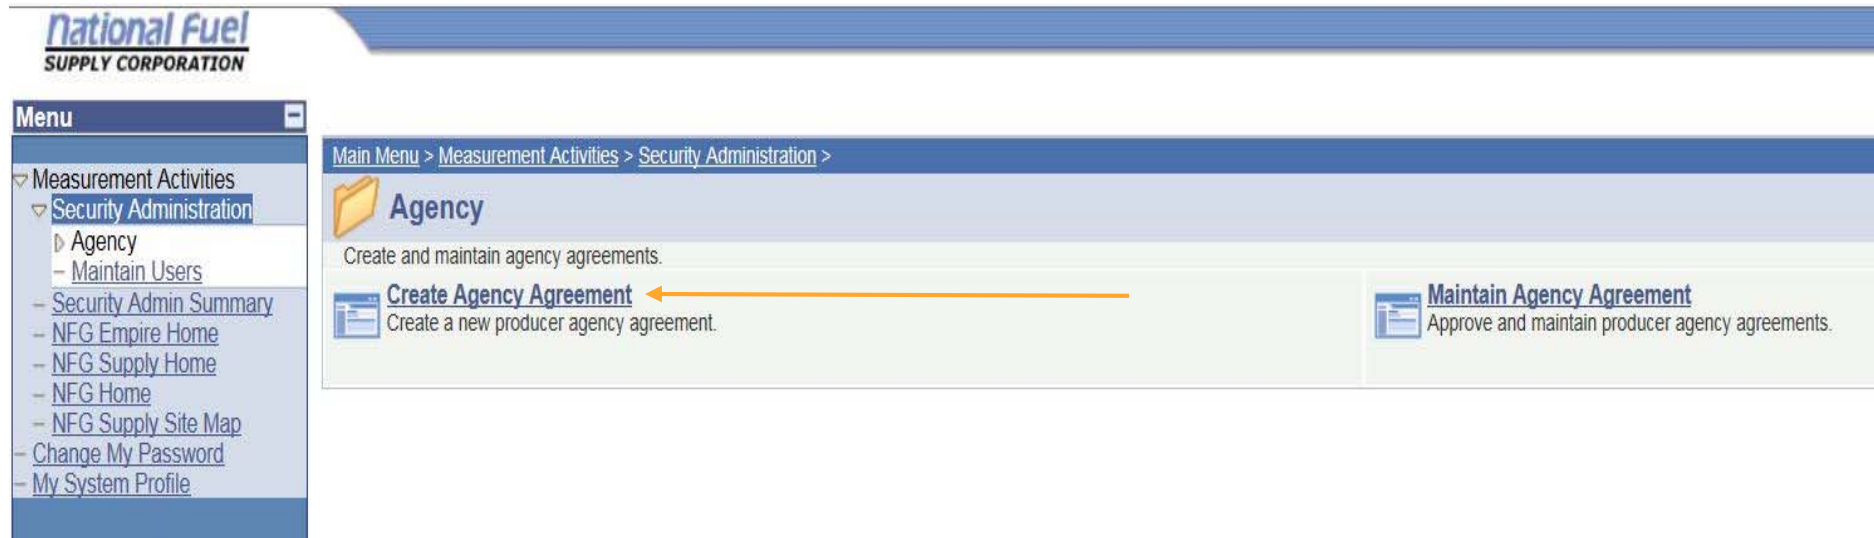 National Fuel
SUPPLY CORPORATION
Menu
Measurement Activities
Security Administration
Agency
Maintain Users
Security Admin Summary
NFG Empire Home
NFG Supply Home
NFG Home
NFG Supply Site Map
Change My Password
My System Profile
Main Menu > Measurement Activities > Security Administration >
Agency
Create and maintain agency agreements.
Create Agency Agreement
Create a new producer agency agreement.
Maintain Agency Agreement
Approve and maintain producer agency agreements.